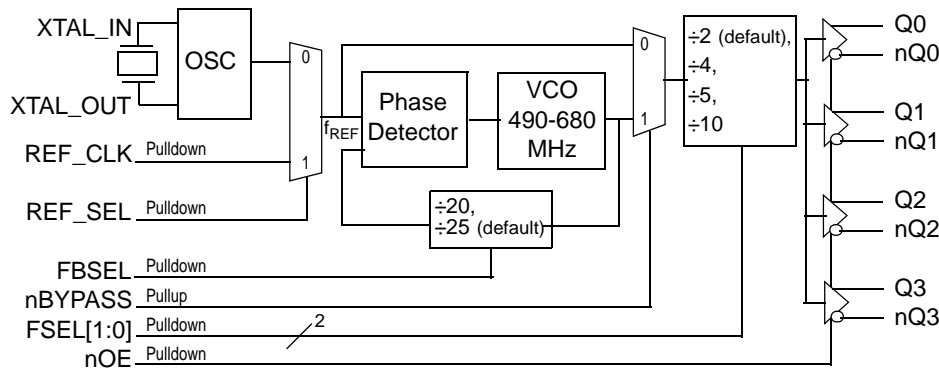 XTAL_IN
OSC
XTAL_OUT
REF_CLK Pulldown
REF_SEL Pulldown
FBSEL Pulldown
nBYPASS Pullup
FSEL[1:0] Pulldown
2
nOE Pulldown
0
1
fREF
Phase
Detector
VCO
490-680
MHz
÷20,
÷25 (default)
0
1
÷2 (default),
÷4,
÷5,
÷10
Q0
nQ0
Q1
nQ1
Q2
nQ2
Q3
nQ3